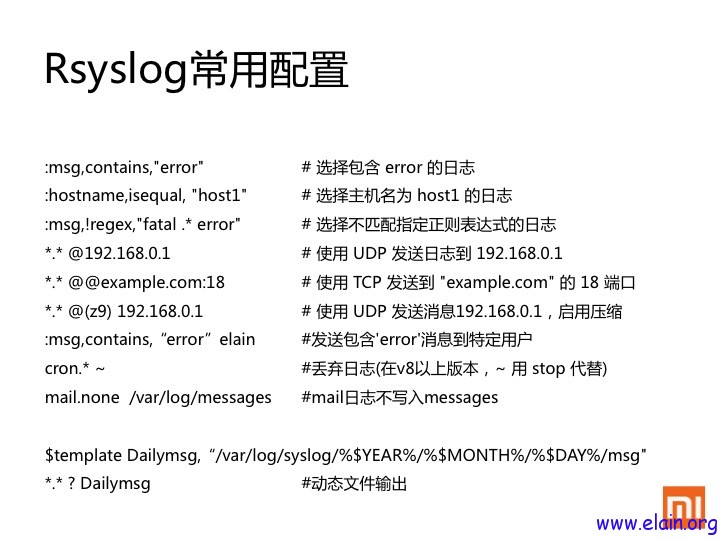 Rsyslog常用配置
:msg,contains,"error" # 选择包含 error 的日志
:hostname,isequal, "host1" # 选择主机名为 host1 的日志
:msg,!regex,"fatal .* error" # 选择不匹配指定正则表达式的日志
*.* @192.168.0.1 # 使用 UDP 发送日志到 192.168.0.1
*.* @@example.com:18 # 使用 TCP 发送到 "example.com" 的 18 端口
*.* @(z9) 192.168.0.1 # 使用 UDP 发送消息192.168.0.1，启用压缩
:msg,contains,“error”elain #发送包含'error'消息到特定用户
cron.* ~ #丢弃日志(在v8以上版本，~ 用 stop 代替)
mail.none /var/log/messages #mail日志不写入messages
$template Dailymsg,“/var/log/syslog/%$YEAR%/%$MONTH%/%$DAY%/msg"
*.* ? Dailymsg #动态文件输出
mi
www.elain.org